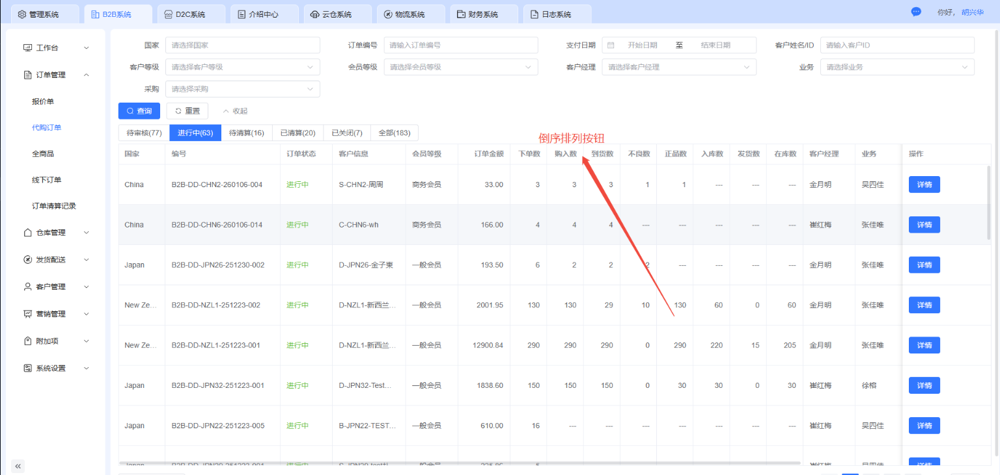 管理系统 B2B系统 D2C系统 介绍中心 云仓系统 物流系统 财务系统 日志系统 你好, 胡兴华
工作台
订单管理
报价单
代购订单
全商品
线下订单
订单清算记录
仓库管理
发货配送
客户管理
营销管理
附加项
系统设置
国家 请选择国家 订单编号 请输入订单编号 支付日期 开始日期 至 结束日期 客户姓名/ID 请输入客户ID
客户等级 请选择客户等级 会员等级 请选择会员等级 客户经理 请选择客户经理 业务 请选择业务
采购 请选择采购
查询 重置 收起
待审核(77) 进行中(63) 待清算(16) 已清算(20) 已关闭(7) 全部(183)
倒序排列按钮
国家 编号 订单状态 客户信息 会员等级 订单金额 下单数 购入数 到货数 不良数 正品数 入库数 发货数 在库数 客户经理 业务 操作
China B2B-DD-CHN2-260106-004 进行中 S-CHN2-周周 商务会员 33.00 3 3 3 1 1 --- --- --- 金月明 吴四佳 详情
China B2B-DD-CHN6-260106-014 进行中 C-CHN6-wh 商务会员 166.00 4 4 4 --- --- --- --- --- 崔红梅 张佳唯 详情
Japan B2B-DD-JPN26-251230-002 进行中 D-JPN26-金子東 一般会员 193.50 6 2 2 2 --- --- --- --- 金月明 张佳唯 详情
New Ze... B2B-DD-NZL1-251223-002 进行中 D-NZL1-新西兰... 一般会员 2001.95 130 130 29 10 130 60 0 60 金月明 张佳唯 详情
New Ze... B2B-DD-NZL1-251223-001 进行中 D-NZL1-新西兰... 一般会员 12900.84 290 290 290 0 290 220 15 205 金月明 张佳唯 详情
Japan B2B-DD-JPN32-251223-001 进行中 D-JPN32-Test... 一般会员 1838.60 150 150 150 0 30 30 0 30 崔红梅 徐榕 详情
Japan B2B-DD-JPN22-251223-005 进行中 B-JPN22-TEST... 一般会员 610.00 16 --- --- --- --- --- --- --- 崔红梅 吴四佳 详情
Japan 进行中 一般会员 崔红梅 吴四佳 详情